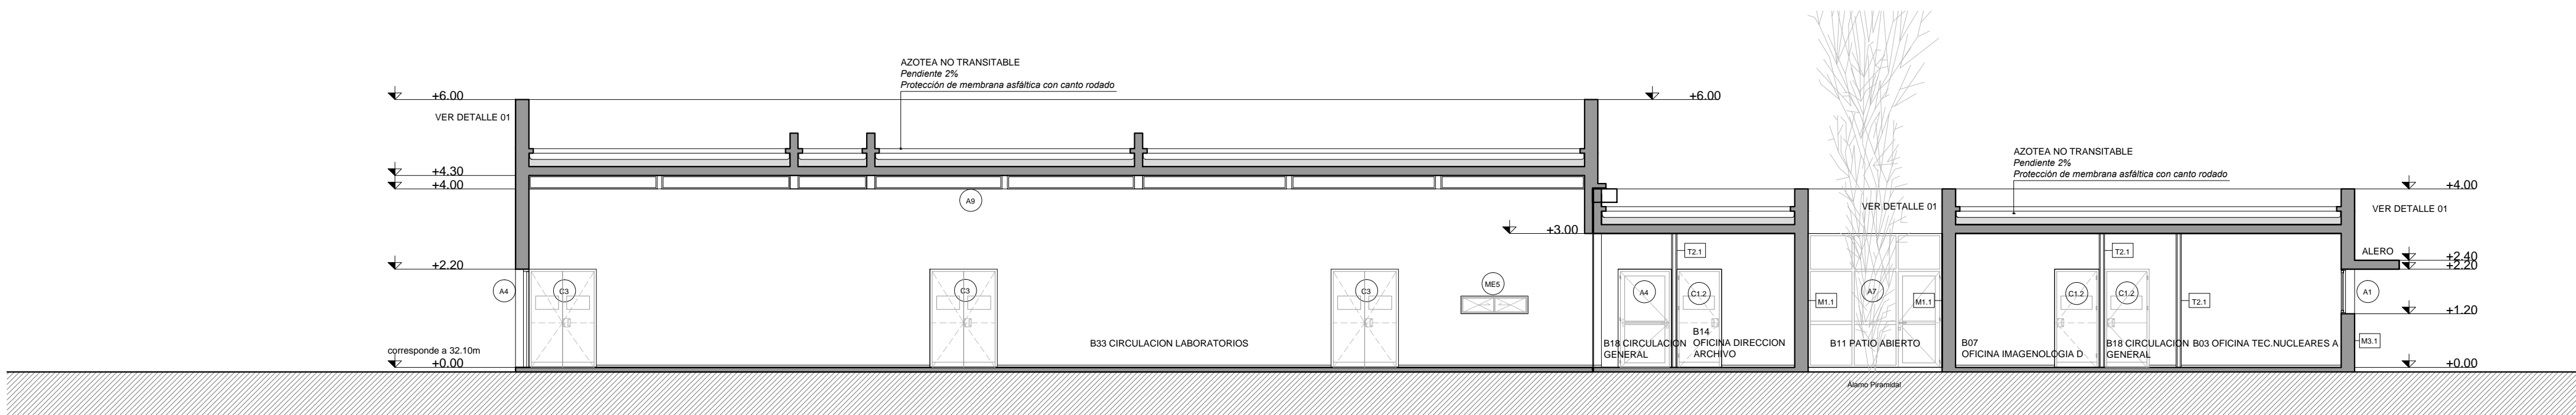 AZOTEA NO TRANSITABLE
Pendiente 2%
Protección de membrana asfáltica con canto rodado
+6.00
+6.00
VER DETALLE 01
AZOTEA NO TRANSITABLE
Pendiente 2%
Protección de membrana asfáltica con canto rodado
+4.30
+4.00
+4.00
A9
VER DETALLE 01
VER DETALLE 01
+3.00
T2.1
T2.1
ALERO
+2.40
+2.20
+2.20
A4
C3
C3
C3
ME5
A4
C1.2
M1.1
A7
M1.1
C1.2
C1.2
T2.1
A1
+1.20
B14
B33 CIRCULACION LABORATORIOS
B18 CIRCULACION
GENERAL
OFICINA DIRECCION
ARCHIVO
B11 PATIO ABIERTO
B07
OFICINA IMAGENOLOGIA D
B18 CIRCULACION
GENERAL
B03 OFICINA TEC.NUCLEARES A
M3.1
corresponde a 32.10m
+0.00
+0.00
Álamo Piramidal